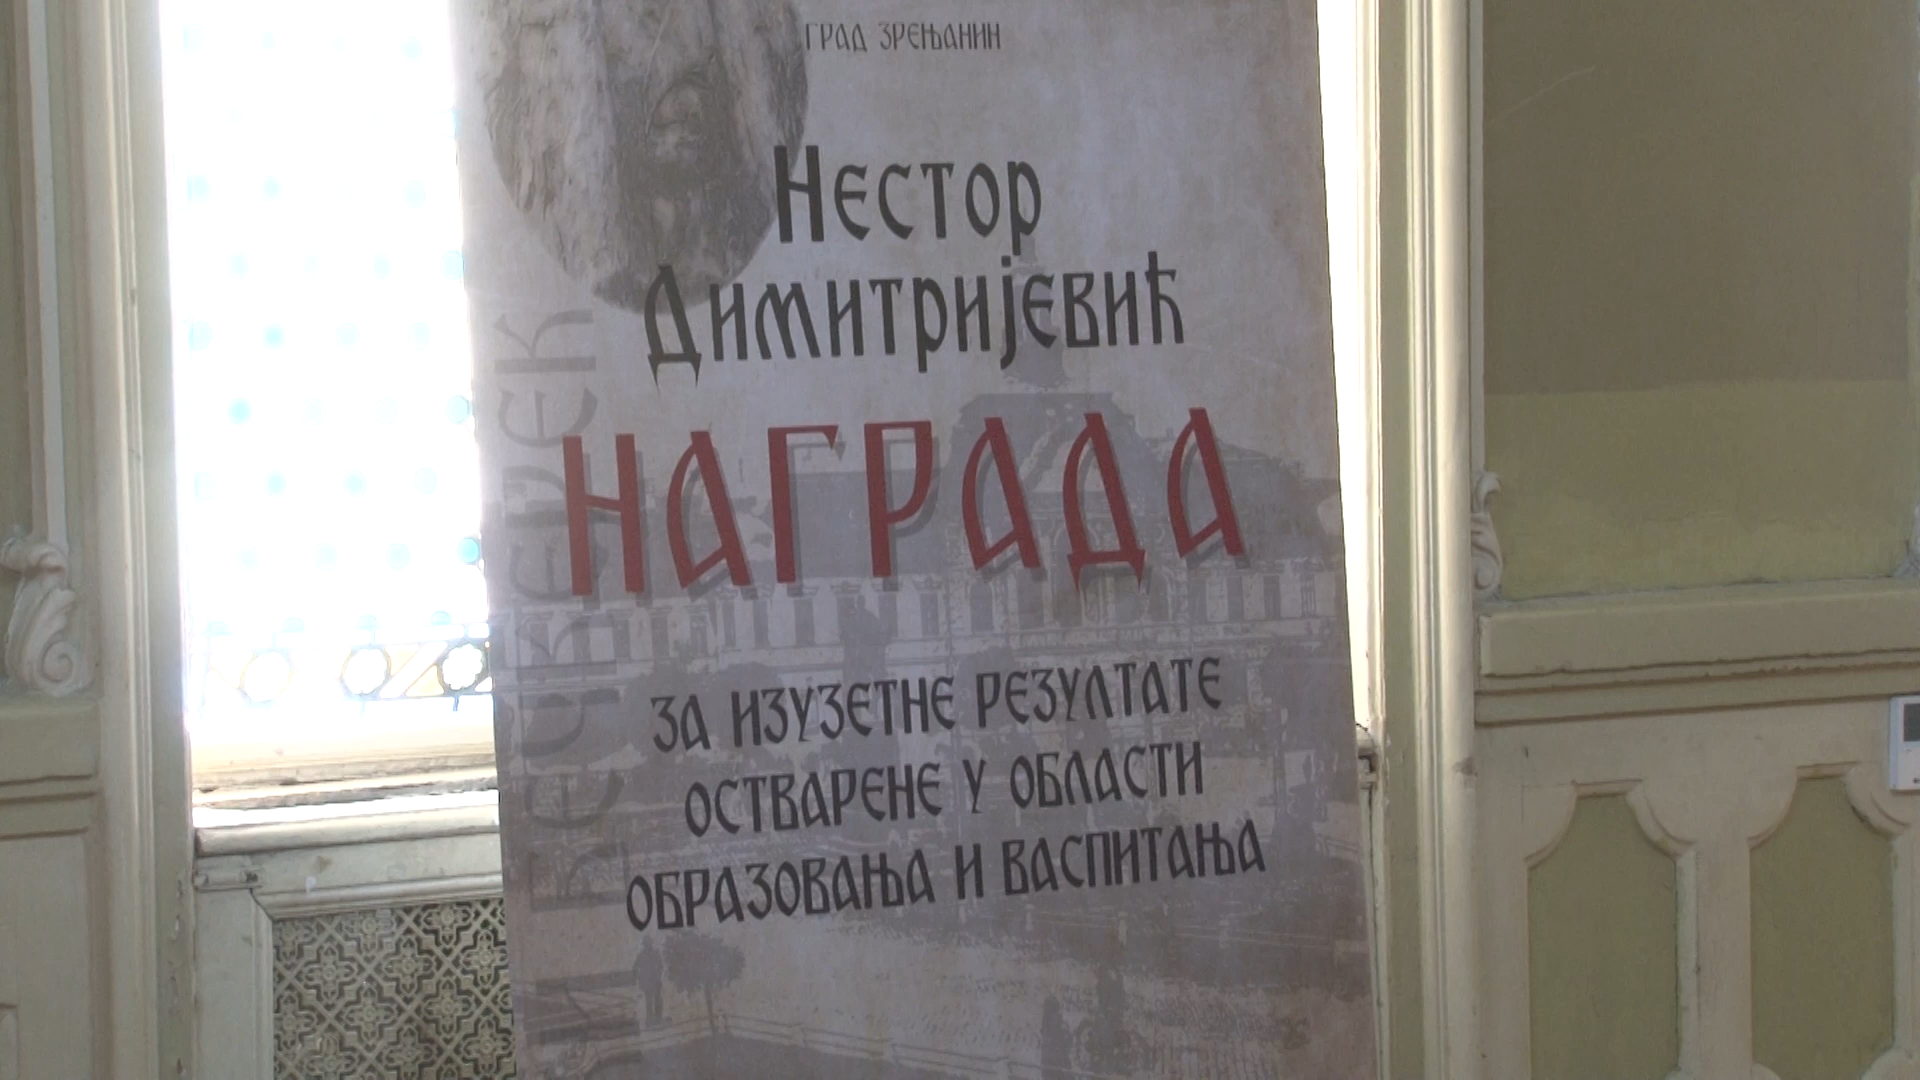 ГРАД ЗРЕЊАНИН
Нестор
Димитријевић
НАГРАДА
ЗА ИЗУЗЕТНЕ РЕЗУЛТАТЕ
ОСТВАРЕНЕ У ОБЛАСТИ
ОБРАЗОВАЊА И ВАСПИТАЊА